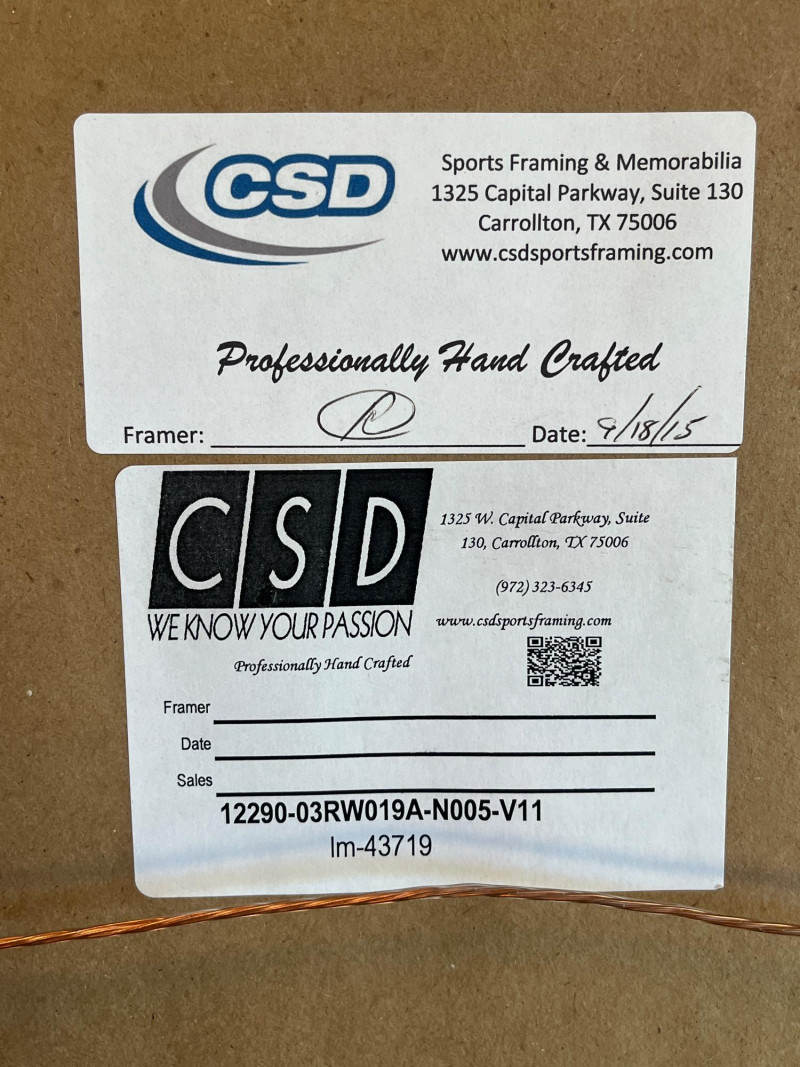 CSD
Sports Framing & Memorabilia
1325 Capital Parkway, Suite 130
Carrollton, TX 75006
www.csdsportsframing.com
Professionally Hand Crafted
Framer:
Date: 9/18/15
CSD
WE KNOW YOUR PASSION
Professionally Hand Crafted
1325 W. Capital Parkway, Suite
130, Carrollton, TX 75006
(972) 323-6345
www.csdsportsframing.com
Framer
Date
Sales
12290-03RW019A-N005-V11
lm-43719